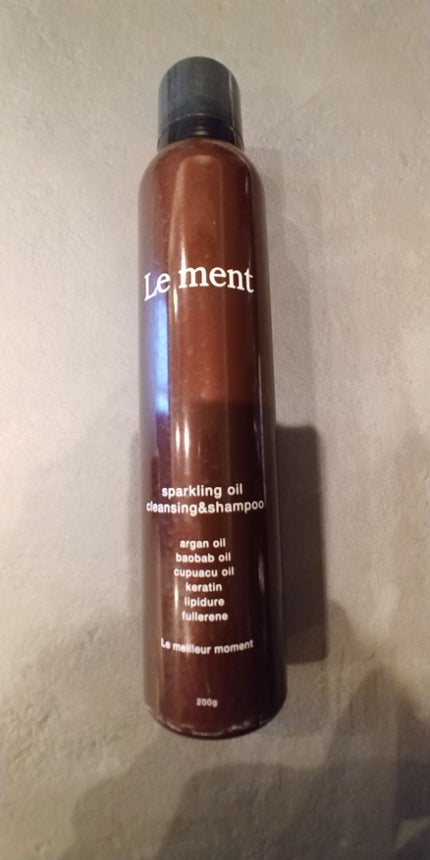 Le ment
sparkling oil
cleansing&shampoo
argan oil
baobab oil
cupuacu oil
keratin
lipidure
fullerene
Le meilleur moment
200g